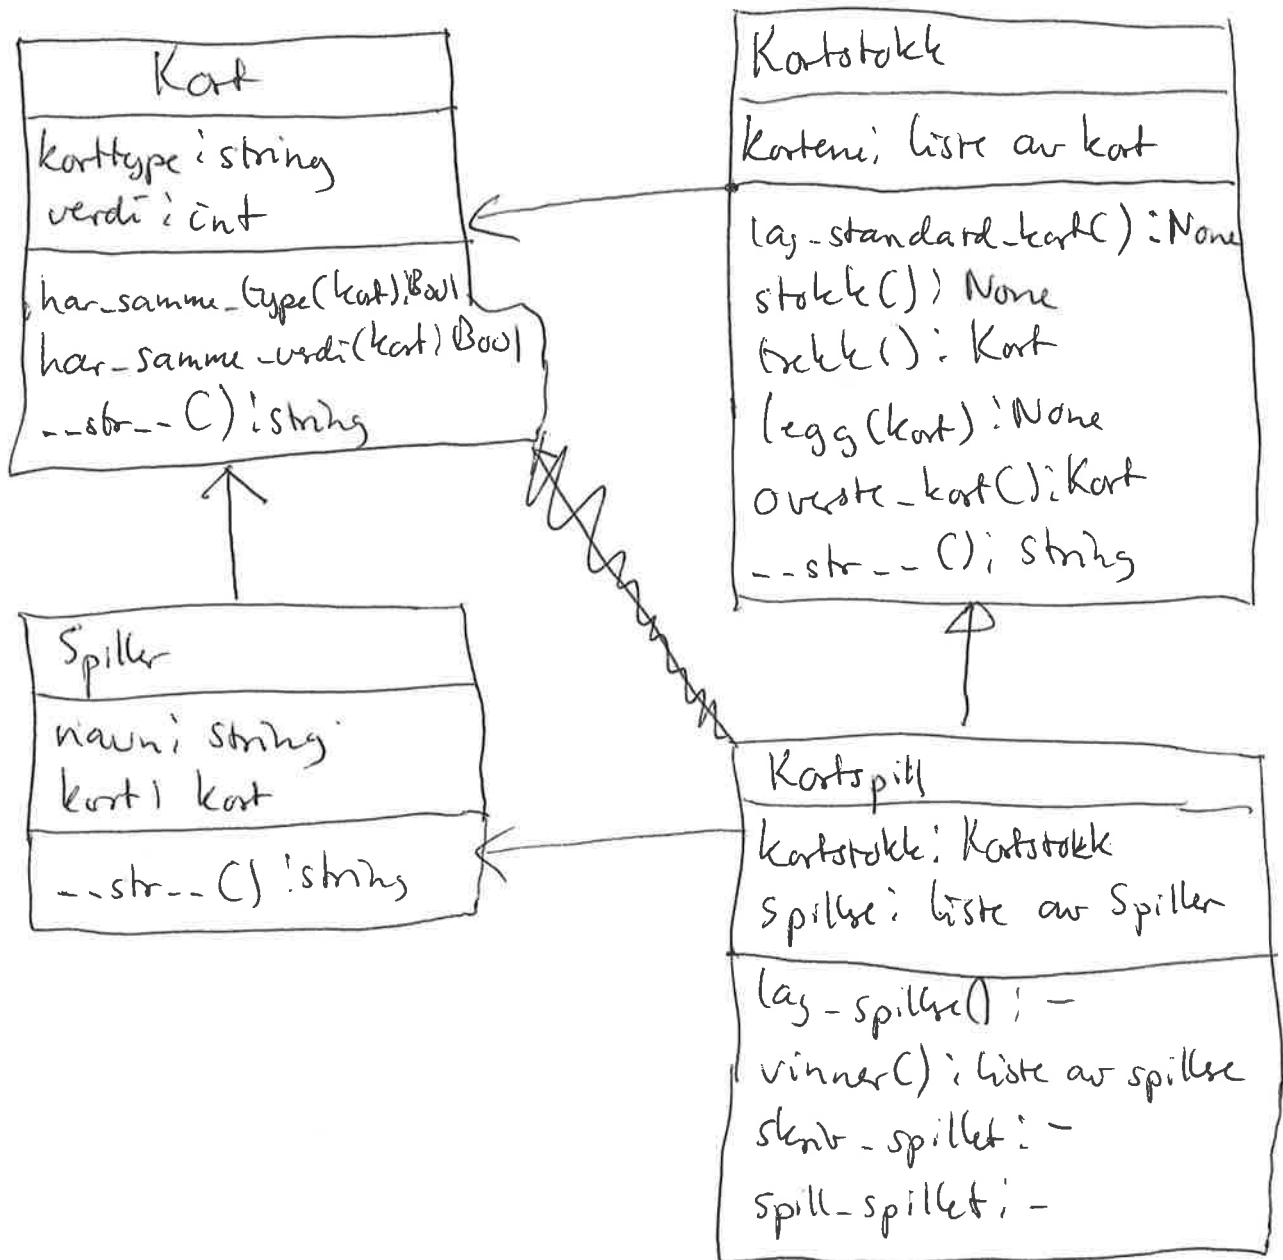 Kort
korttype : string
verdi : int
har_samme_type(kort): Bool
har_samme_verdi(kort) Bool
__str__() : string
Kortstokk
kortene: liste av kort
lag_standard_kort() : None
stokk() : None
trekk() : Kort
legg(kort) : None
overste_kort() : Kort
__str__() : string
Spiller
navn: string
kort: kort
__str__() : string
Kortspill
kortstokk: Kortstokk
Spillere: liste av Spiller
lag_spillere() : -
vinner() : liste av spillere
skriv_spillet : -
spill_spillet : -